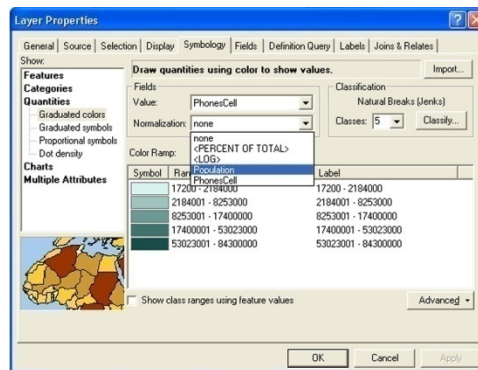 Layer Properties
General Source Selection Display Symbology Fields Definition Query Labels Joins & Relates
Show:
Features
Categories
Quantities
Graduated colors
Graduated symbols
Proportional symbols
Dot density
Charts
Multiple Attributes
Draw quantities using color to show values.
Import...
Fields
Value: PhonesCell
Normalization: none
none
<PERCENT OF TOTAL>
<LOG>
Population
PhonesCell
Classification
Natural Breaks (Jenks)
Classes: 5 Classify...
Color Ramp:
Symbol Ran Label
17200 - 2184000 17200 - 2184000
2184001 - 8253000 2184001 - 8253000
8253001 - 17400000 8253001 - 17400000
17400001 - 53023000 17400001 - 53023000
53023001 - 84300000 53023001 - 84300000
Show class ranges using feature values
Advanced
OK Cancel Apply